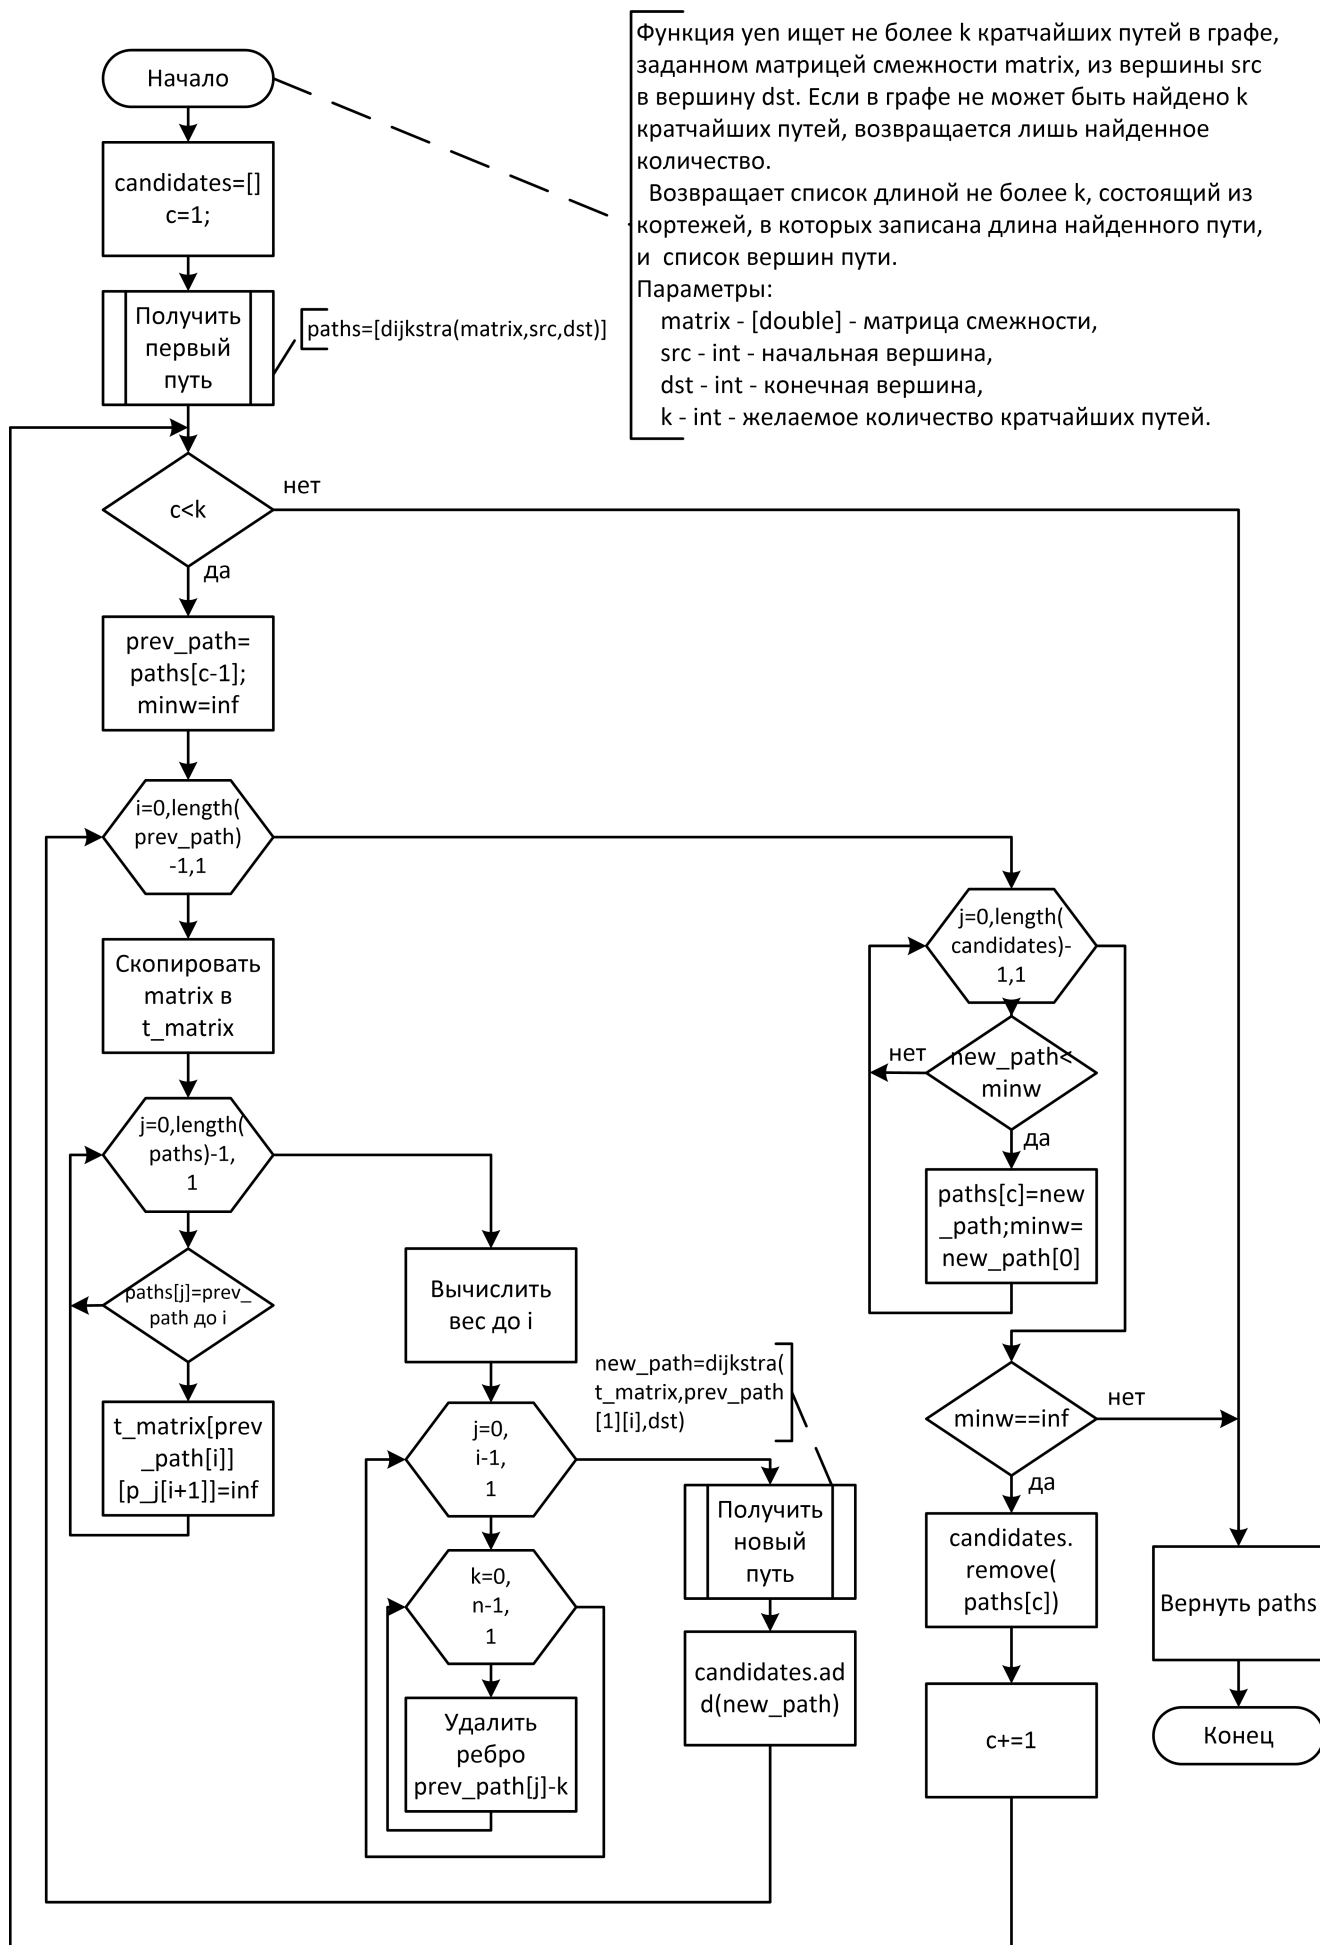 Начало
Функция yen ищет не более k кратчайших путей в графе,
заданном матрицей смежности matrix, из вершины src
в вершину dst. Если в графе не может быть найдено k
кратчайших путей, возвращается лишь найденное
количество.
Возвращает список длиной не более k, состоящий из
кортежей, в которых записана длина найденного пути,
и список вершин пути.
Параметры:
matrix - [double] - матрица смежности,
src - int - начальная вершина,
dst - int - конечная вершина,
k - int - желаемое количество кратчайших путей.
candidates=[]
c=1;
Получить
первый
путь
paths=[dijkstra(matrix,src,dst)]
c<k
нет
да
prev_path=
paths[c-1];
minw=inf
i=0,length(
prev_path)
-1,1
Скопировать
matrix в
t_matrix
j=0,length(
paths)-1,
1
paths[j]=prev_
path до i
t_matrix[prev
_path[i]]
[p_j[i+1]]=inf
Вычислить
вес до i
j=0,
i-1,
1
k=0,
n-1,
1
Удалить
ребро
prev_path[j]-k
new_path=dijkstra(
t_matrix,prev_path
[1][i],dst)
Получить
новый
путь
candidates.ad
d(new_path)
j=0,length(
candidates)-
1,1
нет
new_path<
minw
да
paths[c]=new
_path;minw=
new_path[0]
minw==inf
нет
да
candidates.
remove(
paths[c])
c+=1
Вернуть paths
Конец